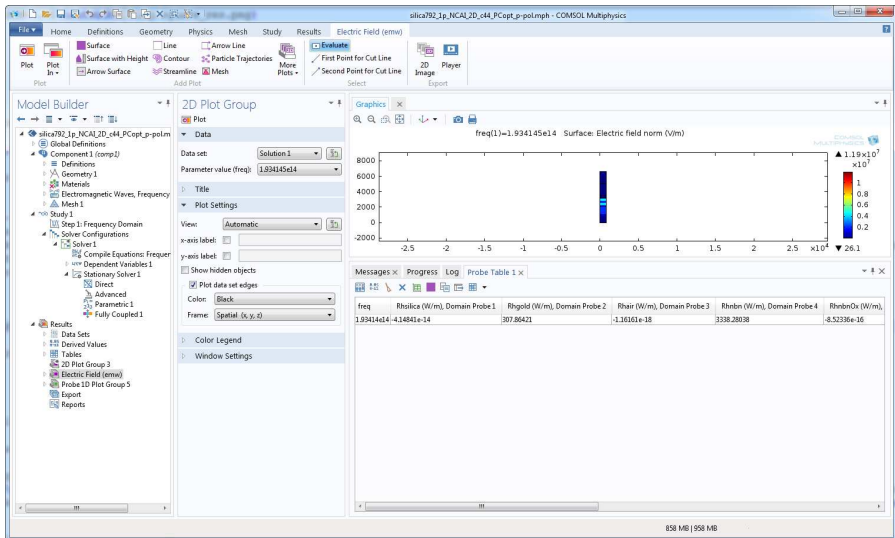 silica792_1p_NCAI_2D_c44_PCopt_p-pol.mph - COMSOL Multiphysics
File Home Definitions Geometry Physics Mesh Study Results Electric Field (emw)
Surface Line Arrow Line Evaluate
Surface with Height Contour Particle Trajectories First Point for Cut Line
Plot Plot In Arrow Surface Streamline Mesh More Plots Second Point for Cut Line 2D Image Player
Plot Add Plot Select Export
Model Builder
silica792_1p_NCAI_2D_c44_PCopt_p-pol.m
Global Definitions
Component 1 (comp1)
Definitions
Geometry 1
Materials
Electromagnetic Waves, Frequency
Mesh 1
Study 1
Step 1: Frequency Domain
Solver Configurations
Solver 1
Compile Equations: Frequer
Dependent Variables 1
Stationary Solver 1
Direct
Advanced
Parametric 1
Fully Coupled 1
Results
Data Sets
Derived Values
Tables
2D Plot Group 3
Electric Field (emw)
Probe 1D Plot Group 5
Export
Reports
2D Plot Group
Plot
Data
Data set: Solution 1
Parameter value (freq): 1.934145e14
Title
Plot Settings
View: Automatic
x-axis label:
y-axis label:
Show hidden objects
Plot data set edges
Color: Black
Frame: Spatial (x, y, z)
Color Legend
Window Settings
Graphics
freq(1)=1.934145e14 Surface: Electric field norm (V/m)
COMSOL
MULTIPHYSICS
▲ 1.19×10⁷
×10⁷
8000
6000
4000
2000
0
-2000
1
0.8
0.6
0.4
0.2
-2.5 -2 -1.5 -1 -0.5 0 0.5 1 1.5 2 2.5 ×10⁴ ▼ 26.1
Messages Progress Log Probe Table 1
freq Rhsilica (W/m), Domain Probe 1 Rhgold (W/m), Domain Probe 2 Rhair (W/m), Domain Probe 3 Rhnbn (W/m), Domain Probe 4 RhnbnOx (W/m),
1.93414e14 -4.14841e-14 307.86421 -1.16161e-18 3338.28038 -8.52336e-16
858 MB | 958 MB